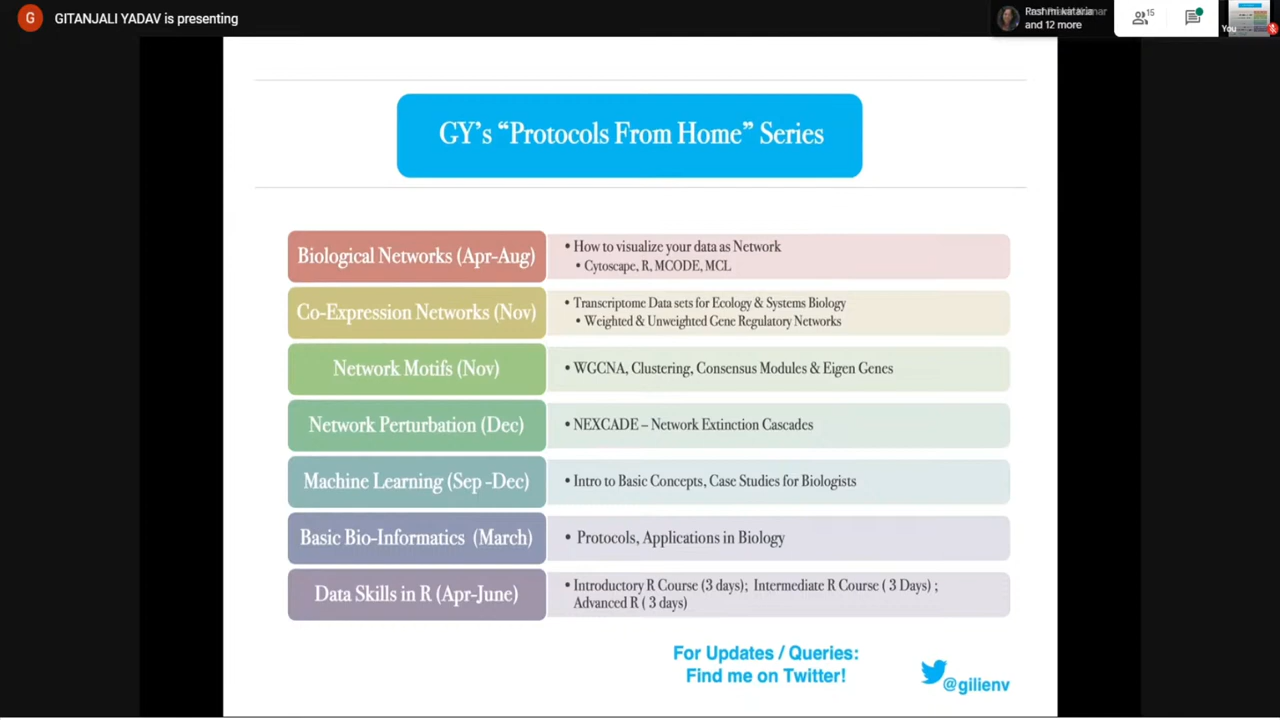 G
GITANJALI YADAV is presenting
Rashmi kataria
and 12 more
15
You
GY's “Protocols From Home” Series
Biological Networks (Apr-Aug)
• How to visualize your data as Network
• Cytoscape, R, MCODE, MCL
Co-Expression Networks (Nov)
• Transcriptome Data sets for Ecology & Systems Biology
• Weighted & Unweighted Gene Regulatory Networks
Network Motifs (Nov)
• WGCNA, Clustering, Consensus Modules & Eigen Genes
Network Perturbation (Dec)
• NEXCADE – Network Extinction Cascades
Machine Learning (Sep -Dec)
• Intro to Basic Concepts, Case Studies for Biologists
Basic Bio-Informatics (March)
• Protocols, Applications in Biology
Data Skills in R (Apr-June)
• Introductory R Course (3 days); Intermediate R Course ( 3 Days) ;
Advanced R ( 3 days)
For Updates / Queries:
Find me on Twitter!
@gilienv